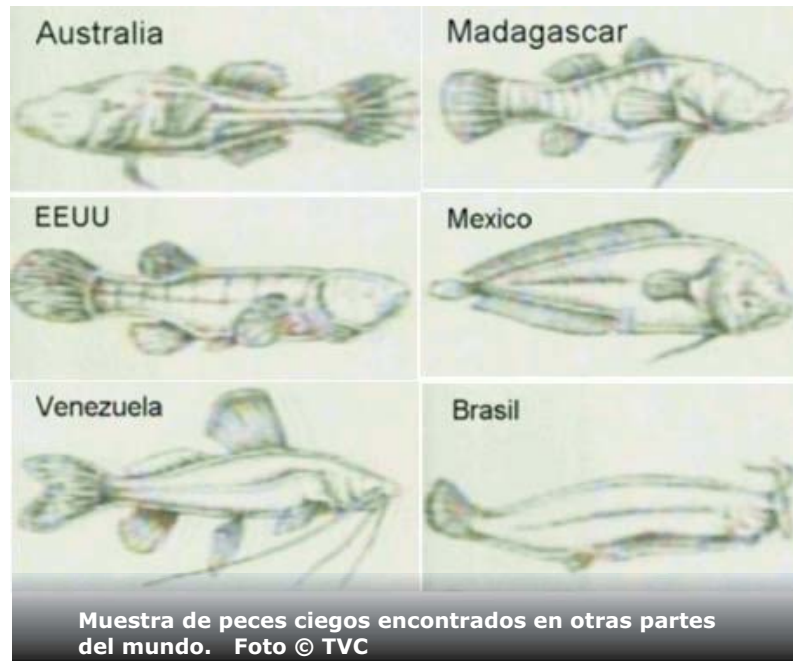 Australia
Madagascar
EEUU
Mexico
Venezuela
Brasil
Muestra de peces ciegos encontrados en otras partes
del mundo. Foto © TVC